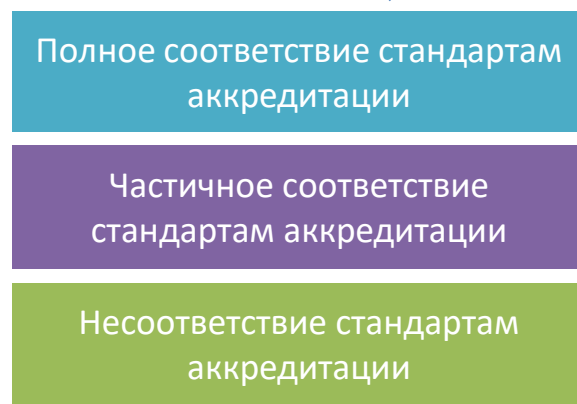 Полное соответствие стандартам
аккредитации
Частичное соответствие
стандартам аккредитации
Несоответствие стандартам
аккредитации